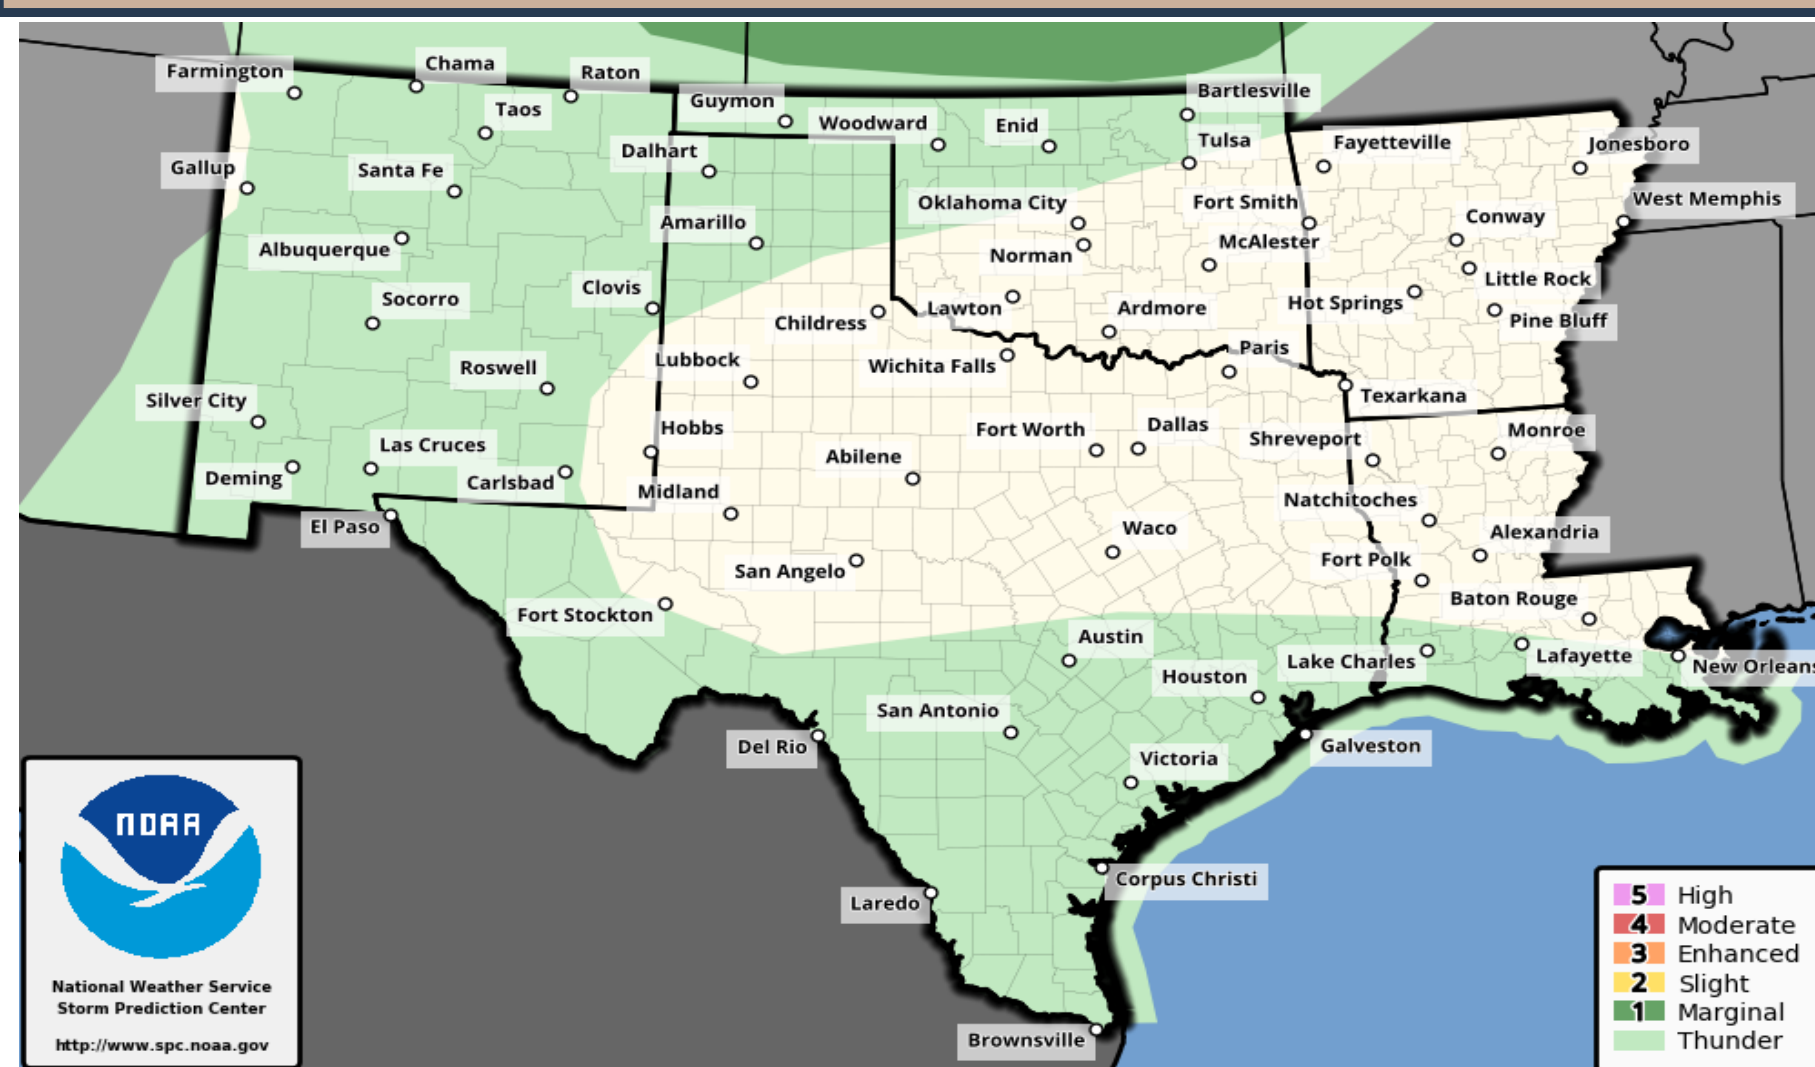 Farmington
Chama
Raton
Taos
Guymon
Woodward
Enid
Bartlesville
Tulsa
Fayetteville
Jonesboro
Gallup
Santa Fe
Dalhart
Oklahoma City
Fort Smith
West Memphis
Albuquerque
Amarillo
Norman
McAlester
Conway
Socorro
Clovis
Childress
Lawton
Ardmore
Hot Springs
Little Rock
Pine Bluff
Roswell
Lubbock
Wichita Falls
Paris
Texarkana
Silver City
Las Cruces
Hobbs
Fort Worth
Dallas
Shreveport
Monroe
Deming
Carlsbad
Midland
Abilene
Natchitoches
El Paso
San Angelo
Waco
Fort Polk
Alexandria
Fort Stockton
Austin
Baton Rouge
Houston
Lake Charles
Lafayette
New Orleans
Del Rio
San Antonio
Victoria
Galveston
Laredo
Corpus Christi
Brownsville
NOAA
National Weather Service
Storm Prediction Center
http://www.spc.noaa.gov
5 High
4 Moderate
3 Enhanced
2 Slight
1 Marginal
Thunder